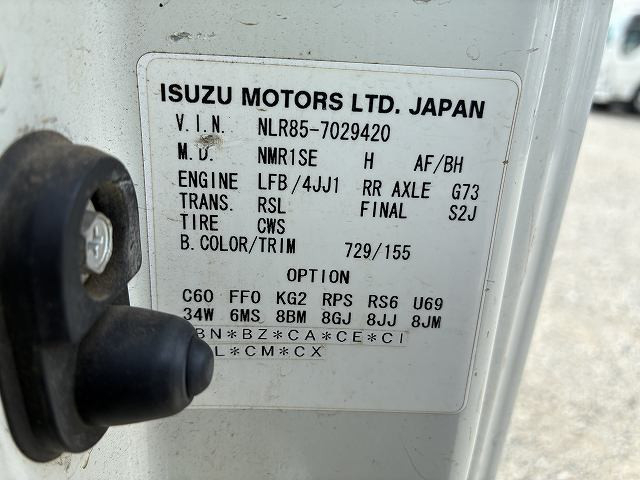 ISUZU MOTORS LTD. JAPAN
V.I.N. NLR85-7029420
M.D. NMR1SE H AF/BH
ENGINE LFB/4JJ1 RR AXLE G73
TRANS. RSL FINAL S2J
TIRE CWS
B.COLOR/TRIM 729/155
OPTION
C60 FF0 KG2 RPS RS6 U69
34W 6MS 8BM 8GJ 8JJ 8JM
BN*BZ*CA*CE*CI
L*CM*CX